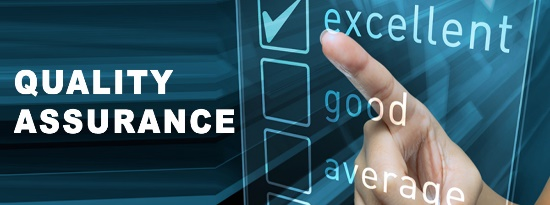 QUALITY
ASSURANCE
excellent
good
average